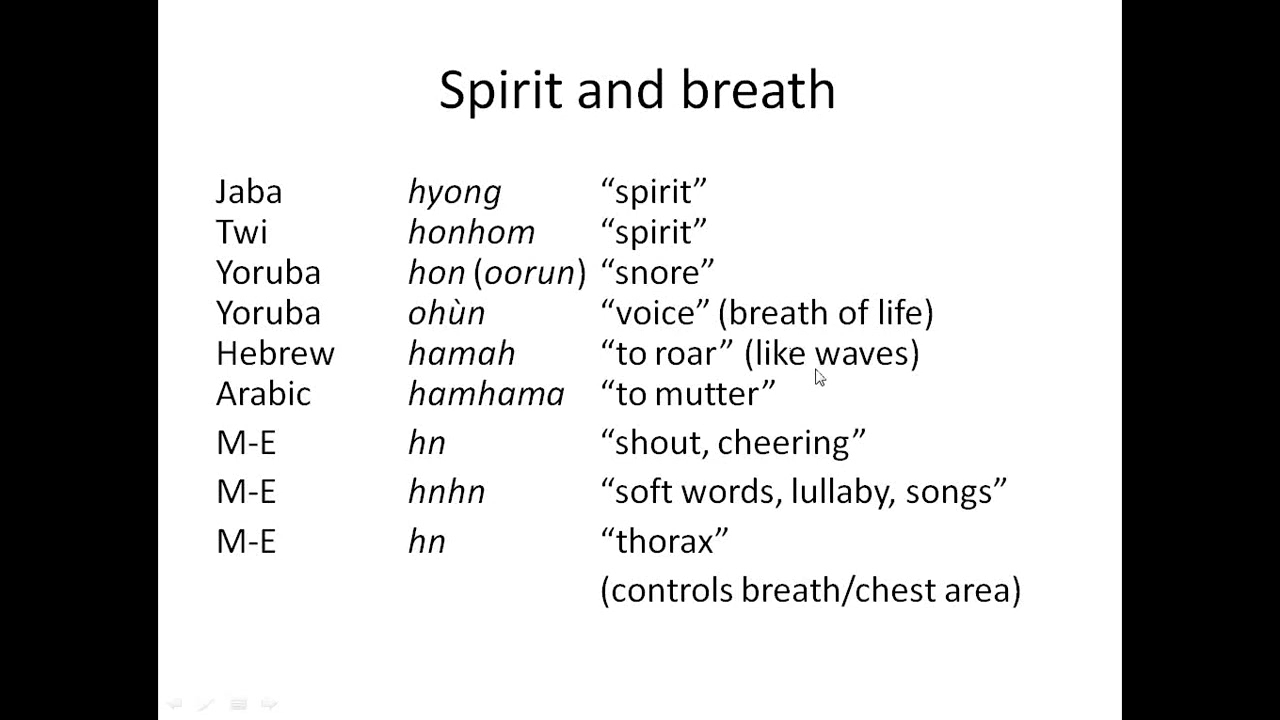 Spirit and breath
Jaba hyong “spirit”
Twi honhom “spirit”
Yoruba hon (oorun) “snore”
Yoruba ohùn “voice” (breath of life)
Hebrew hamah “to roar” (like waves)
Arabic hamhama “to mutter”
M-E hn “shout, cheering”
M-E hnhn “soft words, lullaby, songs”
M-E hn “thorax”
(controls breath/chest area)